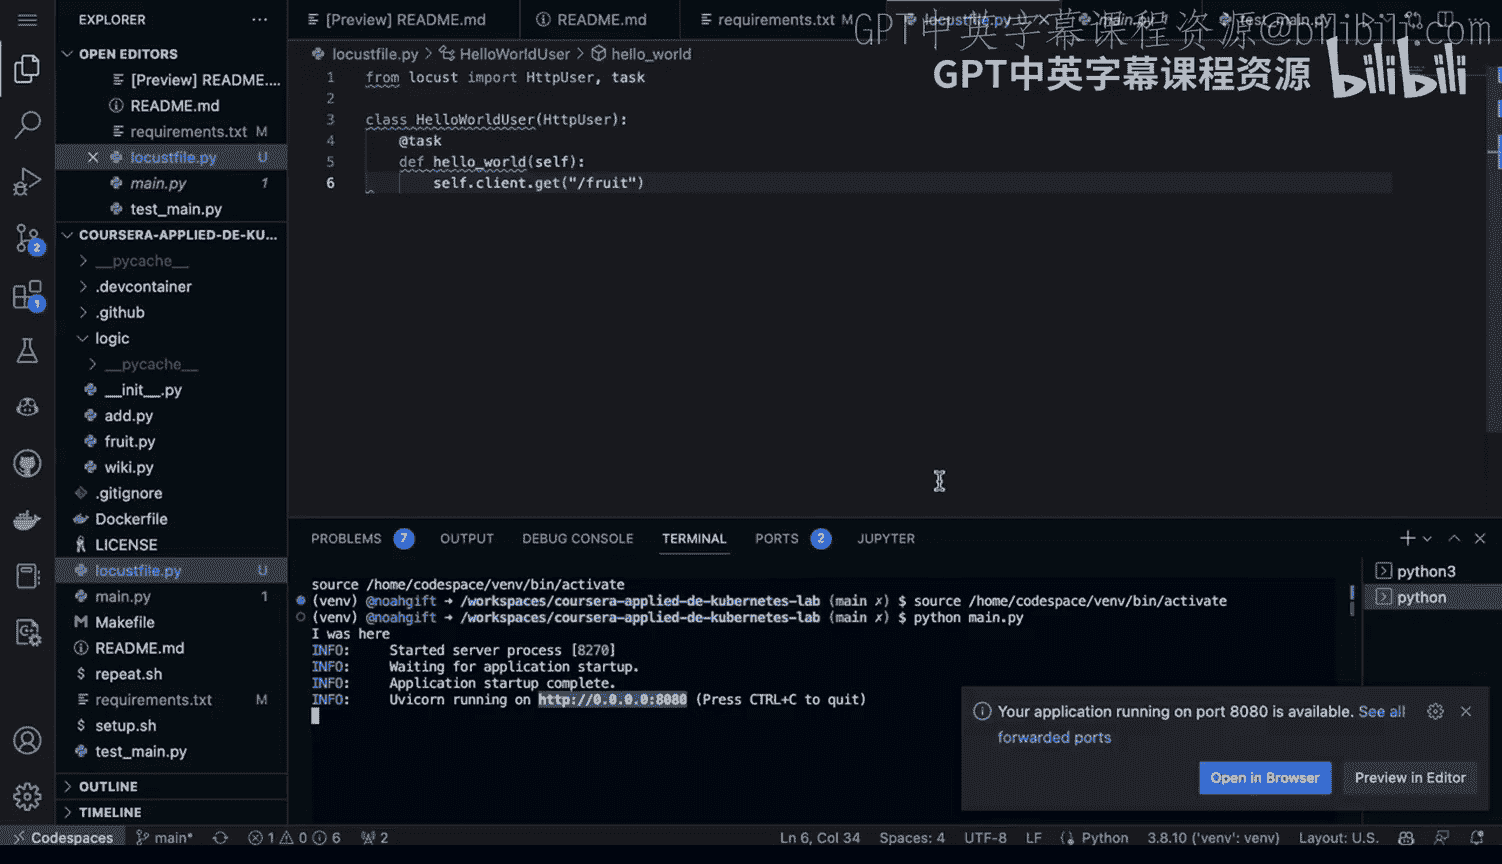 EXPLORER
[Preview] README.md
README.md
requirements.txt M
locustfile.py
main.py 1
test_main.py
GPT中英字幕课程资源@bilibili.com
GPT中英字幕课程资源 bilibili
OPEN EDITORS
[Preview] README....
README.md
requirements.txt M
locustfile.py U
main.py 1
test_main.py
COURSERA-APPLIED-DE-KU...
__pycache__
.devcontainer
.github
logic
__pycache__
__init__.py
add.py
fruit.py
wiki.py
.gitignore
Dockerfile
LICENSE
locustfile.py U
main.py 1
Makefile
README.md
repeat.sh
requirements.txt M
setup.sh
test_main.py
OUTLINE
TIMELINE
2
1
locustfile.py > HelloWorldUser > hello_world
1 from locust import HttpUser, task
2
3 class HelloWorldUser(HttpUser):
4 @task
5 def hello_world(self):
6 self.client.get("/fruit")
PROBLEMS 7 OUTPUT DEBUG CONSOLE TERMINAL PORTS 2 JUPYTER
source /home/codespace/venv/bin/activate
(venv) @noahgift ➜ /workspaces/coursera-applied-de-kubernetes-lab (main ✗) $ source /home/codespace/venv/bin/activate
(venv) @noahgift ➜ /workspaces/coursera-applied-de-kubernetes-lab (main ✗) $ python main.py
I was here
INFO: Started server process [8270]
INFO: Waiting for application startup.
INFO: Application startup complete.
INFO: Uvicorn running on http://0.0.0.0:8080 (Press CTRL+C to quit)
python3
python
Your application running on port 8080 is available. See all
forwarded ports
Open in Browser
Preview in Editor
Codespaces main* 1 0 6 2 Ln 6, Col 34 Spaces: 4 UTF-8 LF Python 3.8.10 ('venv': venv) Layout: U.S.